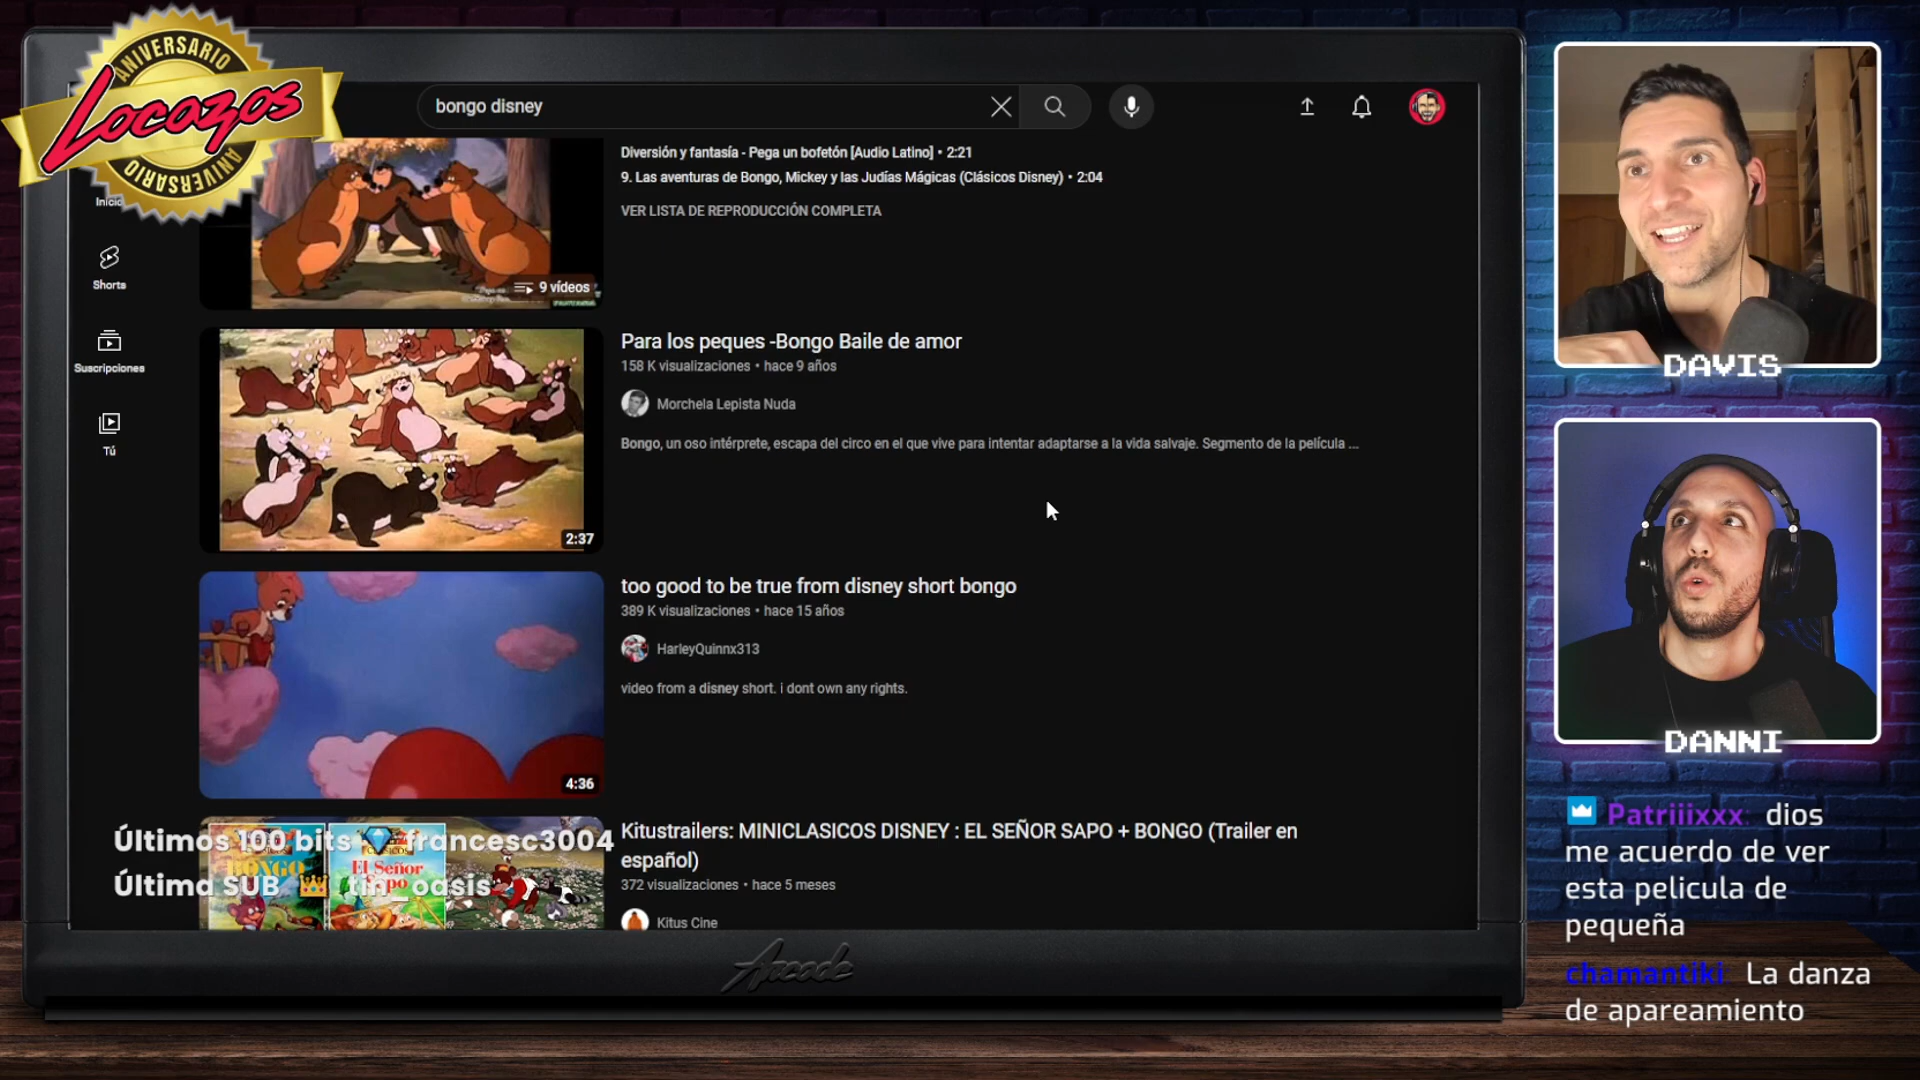 ANIVERSARIO
Locozos
ANIVERSARIO
bongo disney
Inicio
Shorts
Suscripciones
Tú
Diversión y fantasía - Pega un bofetón [Audio Latino] • 2:21
9. Las aventuras de Bongo, Mickey y las Judías Mágicas (Clásicos Disney) • 2:04
VER LISTA DE REPRODUCCIÓN COMPLETA
9 vídeos
Para los peques -Bongo Baile de amor
158 K visualizaciones • hace 9 años
Morchela Lepista Nuda
Bongo, un oso intérprete, escapa del circo en el que vive para intentar adaptarse a la vida salvaje. Segmento de la película ...
2:37
too good to be true from disney short bongo
389 K visualizaciones • hace 15 años
HarleyQuinnx313
video from a disney short. i dont own any rights.
4:36
Kitustrailers: MINICLASICOS DISNEY : EL SEÑOR SAPO + BONGO (Trailer en
español)
372 visualizaciones • hace 5 meses
Kitus Cine
BONGO
El Señor
Sapo
Últimos 100 bits francesc3004
Última SUB tin_oasis
Arcade
DAVIS
DANNI
Patriiixxx: dios
me acuerdo de ver
esta pelicula de
pequeña
chamantiki: La danza
de apareamiento